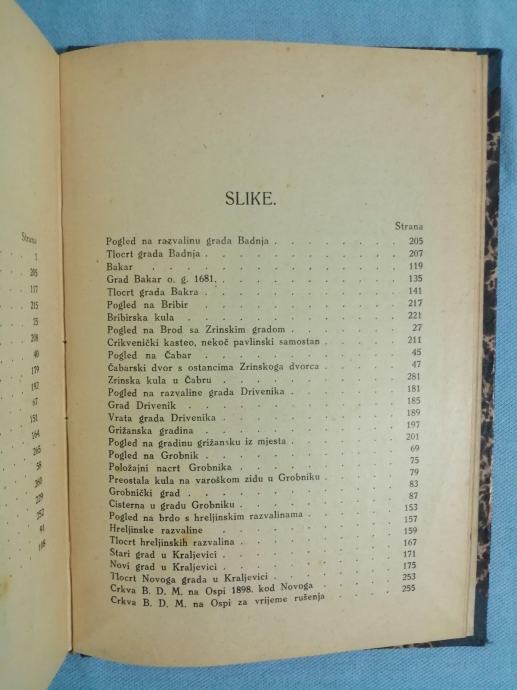 Strana
1
205
117
215
208
40
179
192
67
151
164
265
58
260
229
252
91
SLIKE.
Strana
Pogled na razvalinu grada Badnja . . . . . . 205
Tlocrt grada Badnja . . . . . . . . 207
Bakar . . . . . . . . . . 119
Grad Bakar o. g. 1681. . . . . . . . 135
Tlocrt grada Bakra . . . . . . . . 141
Pogled na Bribir . . . . . . . . 217
Bribirska kula . . . . . . . . 221
Pogled na Brod sa Zrinskim gradom . . . . . 27
Crikvenički kasteo, nekoč pavlinski samostan . . . . 211
Pogled na Čabar . . . . . . . . 45
Čabarski dvor s ostancima Zrinskoga dvorca . . . . 47
Zrinska kula u Čabru . . . . . . . 281
Pogled na razvaline grada Drivenika . . . . . 181
Grad Drivenik . . . . . . . . 185
Vrata grada Drivenika . . . . . . . 189
Grižanska gradina . . . . . . . . 197
Pogled na gradinu grižansku iz mjesta . . . . . 201
Pogled na Grobnik . . . . . . . . 69
Položajni nacrt Grobnika . . . . . . . 75
Preostala kula na varoškom zidu u Grobniku . . . . 79
Grobnički grad . . . . . . . . 83
Cisterna u gradu Grobniku . . . . . . . 87
Pogled na brdo s hreljinskim razvalinama . . . . 153
Hreljinske razvaline . . . . . . . 157
Tlocrt hreljinskih razvalina . . . . . . 159
Stari grad u Kraljevici . . . . . . . 167
Novi grad u Kraljevici . . . . . . . 171
Tlocrt Novoga grada u Kraljevici . . . . . 175
Crkva B. D. M. na Ospi 1898. kod Novoga . . . . 253
Crkva B. D. M. na Ospi za vrijeme rušenja . . . . 255